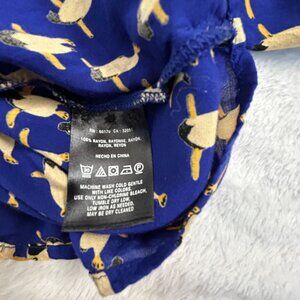 100% RAYON, RAYONNE, RAYON,
RAYON, REYON
HECHO EN CHINA
MACHINE WASH COLD GENTLE
WITH LIKE COLORS,
USE ONLY NON-CHLORINE BLEACH,
TUMBLE DRY LOW,
LOW IRON AS NEEDED
MAY BE DRY CLEANED